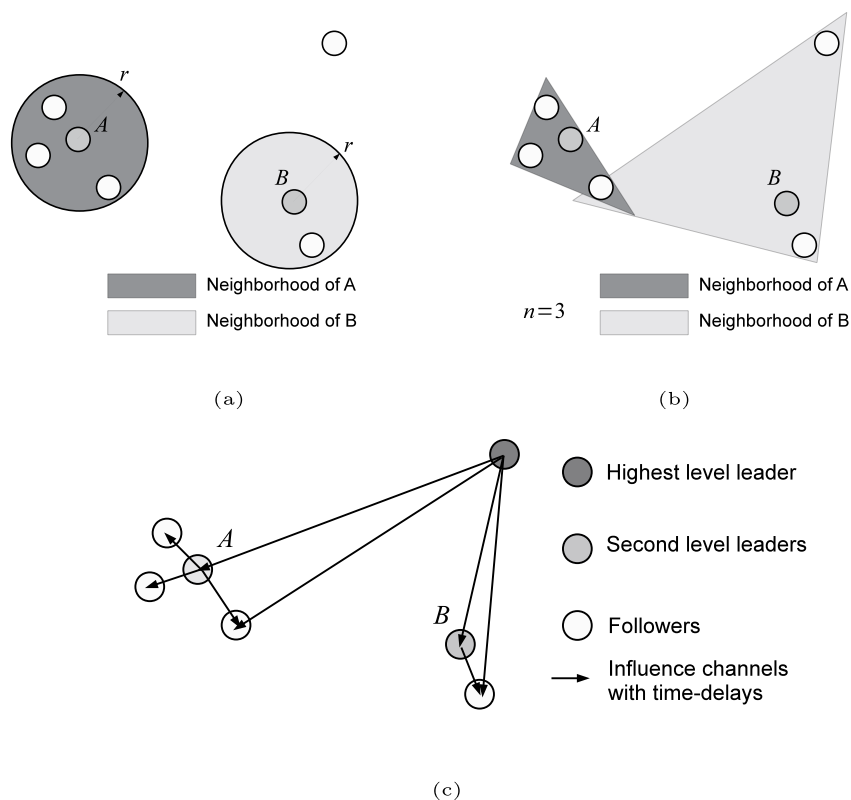 r
A
r
B
Neighborhood of A
Neighborhood of B
(a)
A
B
n=3
Neighborhood of A
Neighborhood of B
(b)
A
B
Highest level leader
Second level leaders
Followers
Influence channels
with time-delays
(c)